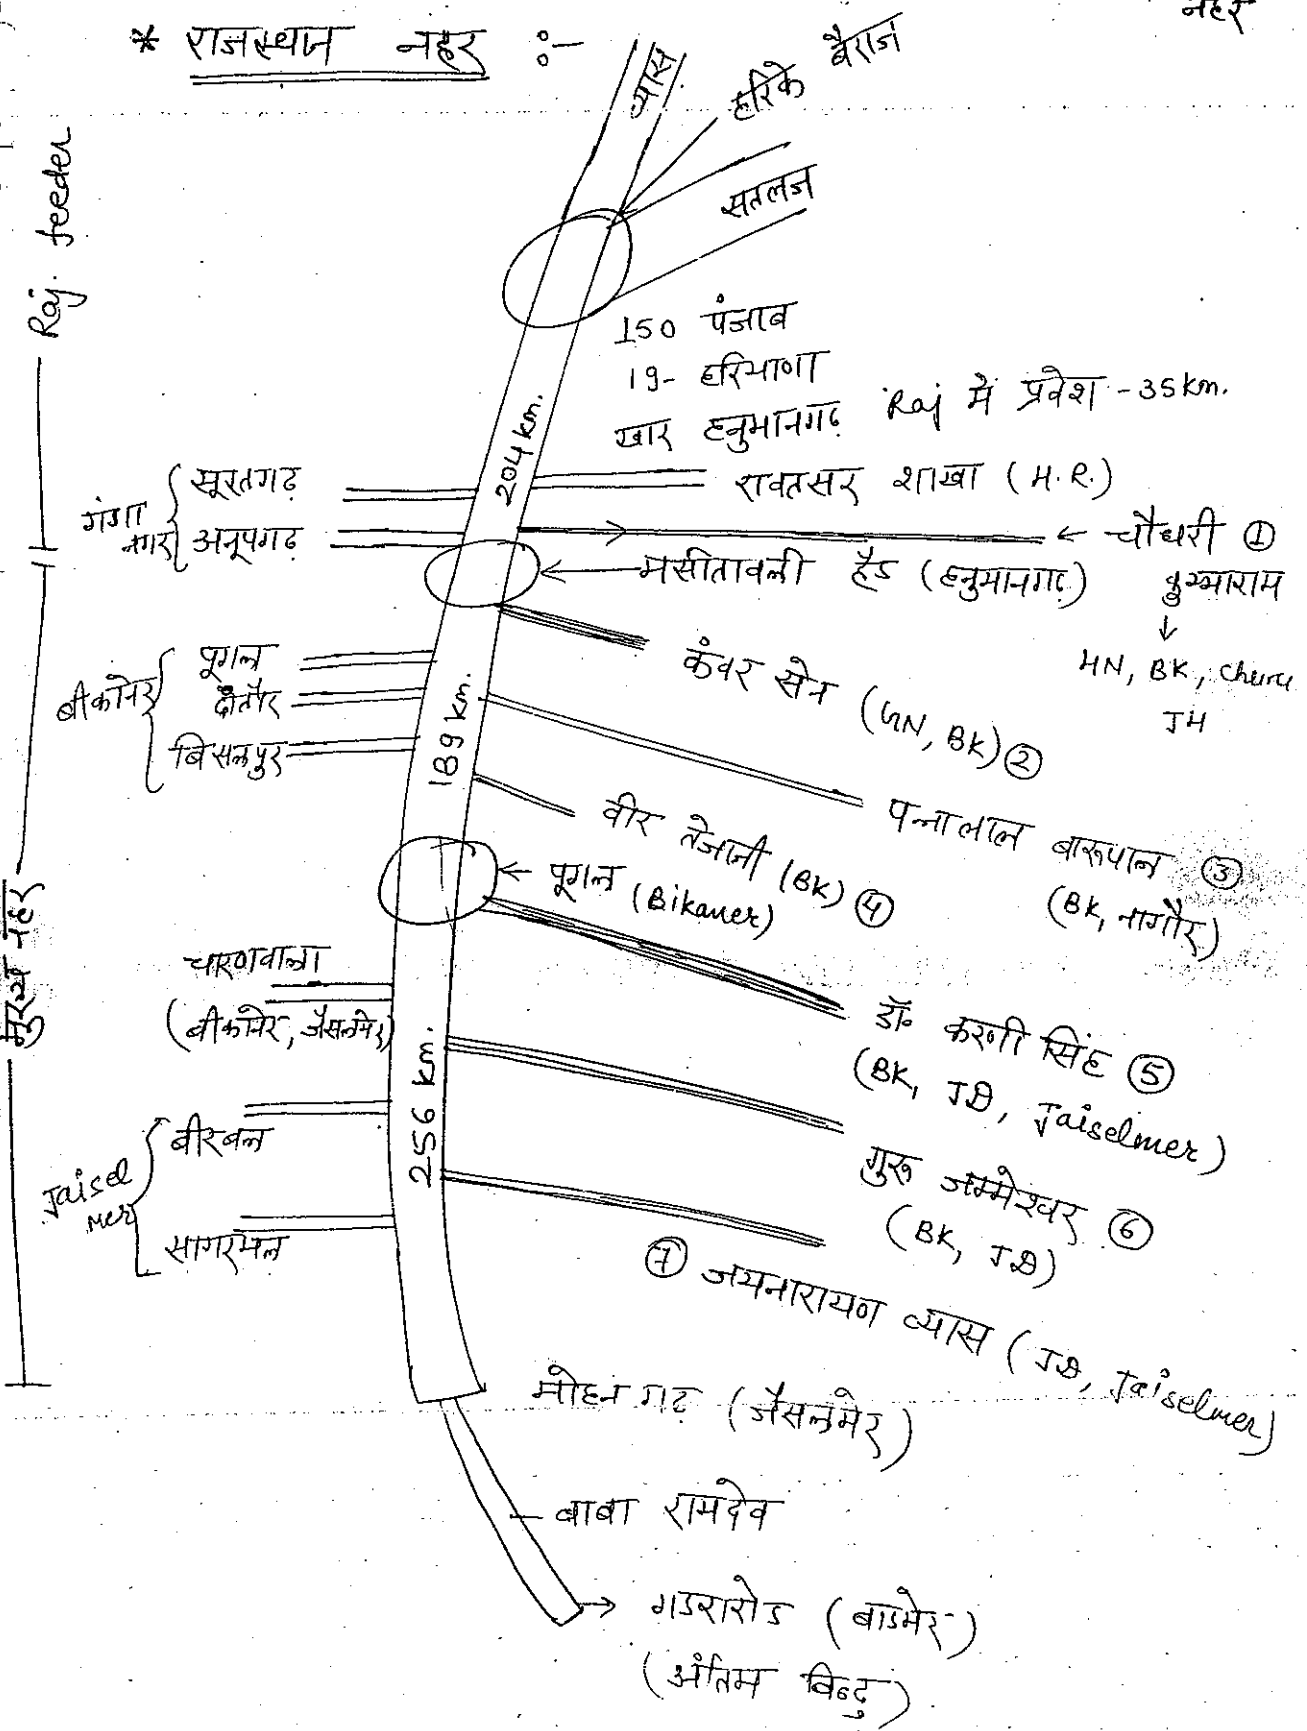 नहर
* राजस्थान नहर :-
व्यास
हरिके बैराज
सतलज
Raj. feeder
150 पंजाब
19- हरियाणा
खार हनुमानगढ़ Raj में प्रवेश - 35 km.
204 km.
गंगानगर
सूरतगढ़
अनूपगढ़
रावतसर शाखा (H.R.)
← चौधरी ①
कुम्भाराम
↓
HN, BK, Churu
JH
← मसीतावली हैड (हनुमानगढ़)
कंवर सेन (GN, BK) ②
बीकानेर
पूगल
दातौर
बिसलपुर
189 km.
पन्नालाल बारूपाल ③
(BK, नागौर)
वीर तेजाजी (BK) ④
← पूगल (Bikaner)
मुख्य नहर
चारणवाला
(बीकानेर, जैसलमेर)
डॉ. करणी सिंह ⑤
(BK, JD, Jaiselmer)
256 km.
Jaiselmer
बीरबल
सागरमल
गुरू जम्मेश्वर ⑥
(BK, JD)
⑦ जयनारायण व्यास (JD, Jaiselmer)
मोहनगढ़ (जैसलमेर)
बाबा रामदेव
→ गडरारोड (बाडमेर)
(अंतिम बिन्दु)